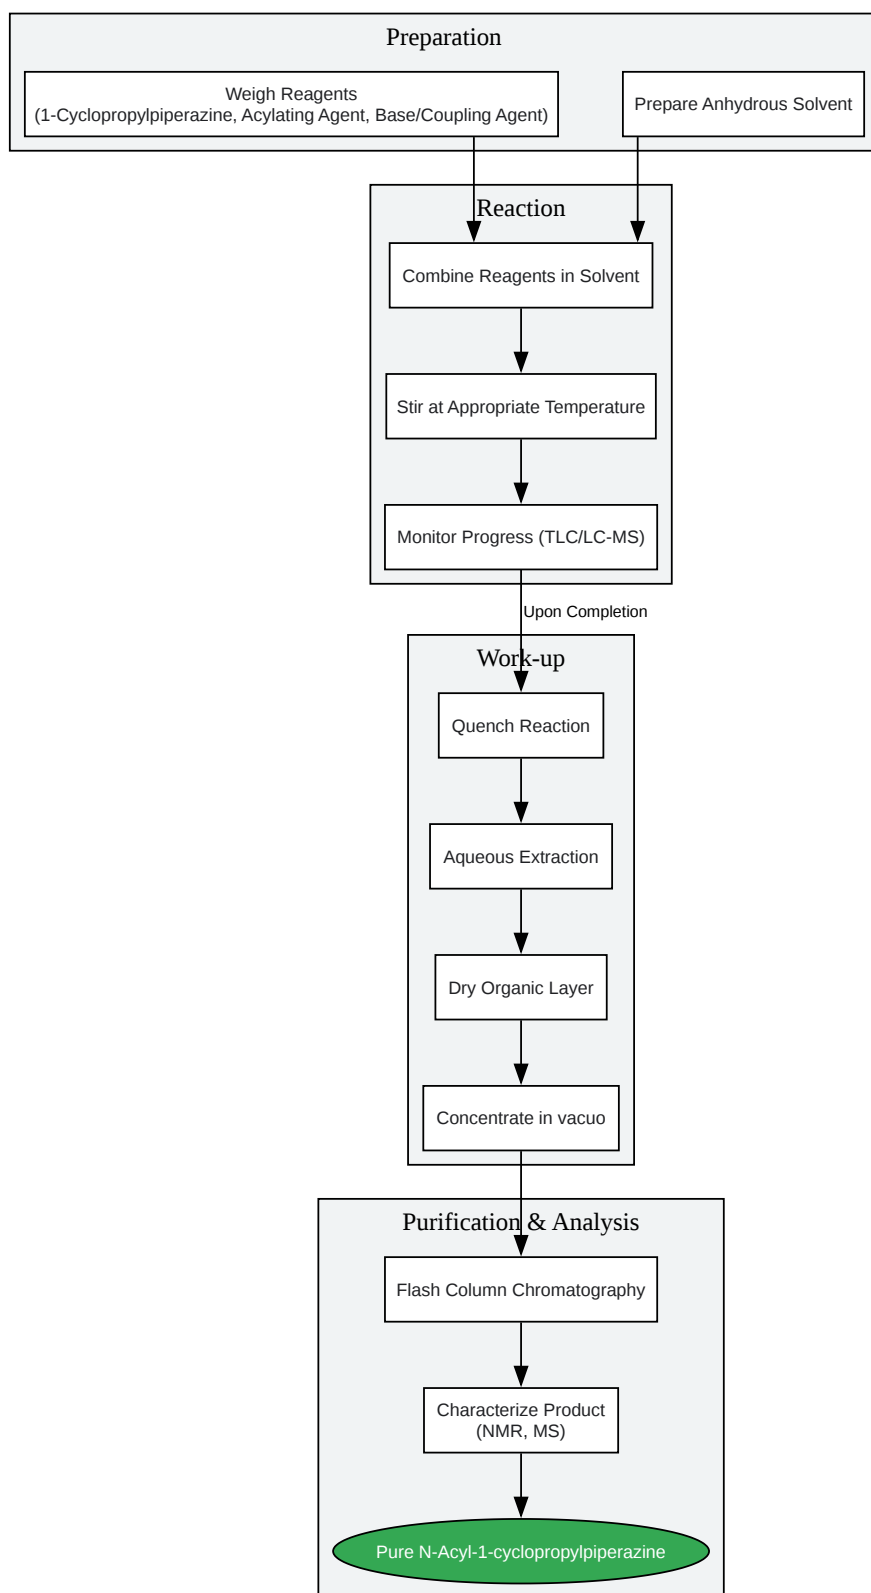 Preparation
Weigh Reagents
(1-Cyclopropylpiperazine, Acylating Agent, Base/Coupling Agent)
Prepare Anhydrous Solvent
Reaction
Combine Reagents in Solvent
Stir at Appropriate Temperature
Monitor Progress (TLC/LC-MS)
Upon Completion
Work-up
Quench Reaction
Aqueous Extraction
Dry Organic Layer
Concentrate in vacuo
Purification & Analysis
Flash Column Chromatography
Characterize Product
(NMR, MS)
Pure N-Acyl-1-cyclopropylpiperazine